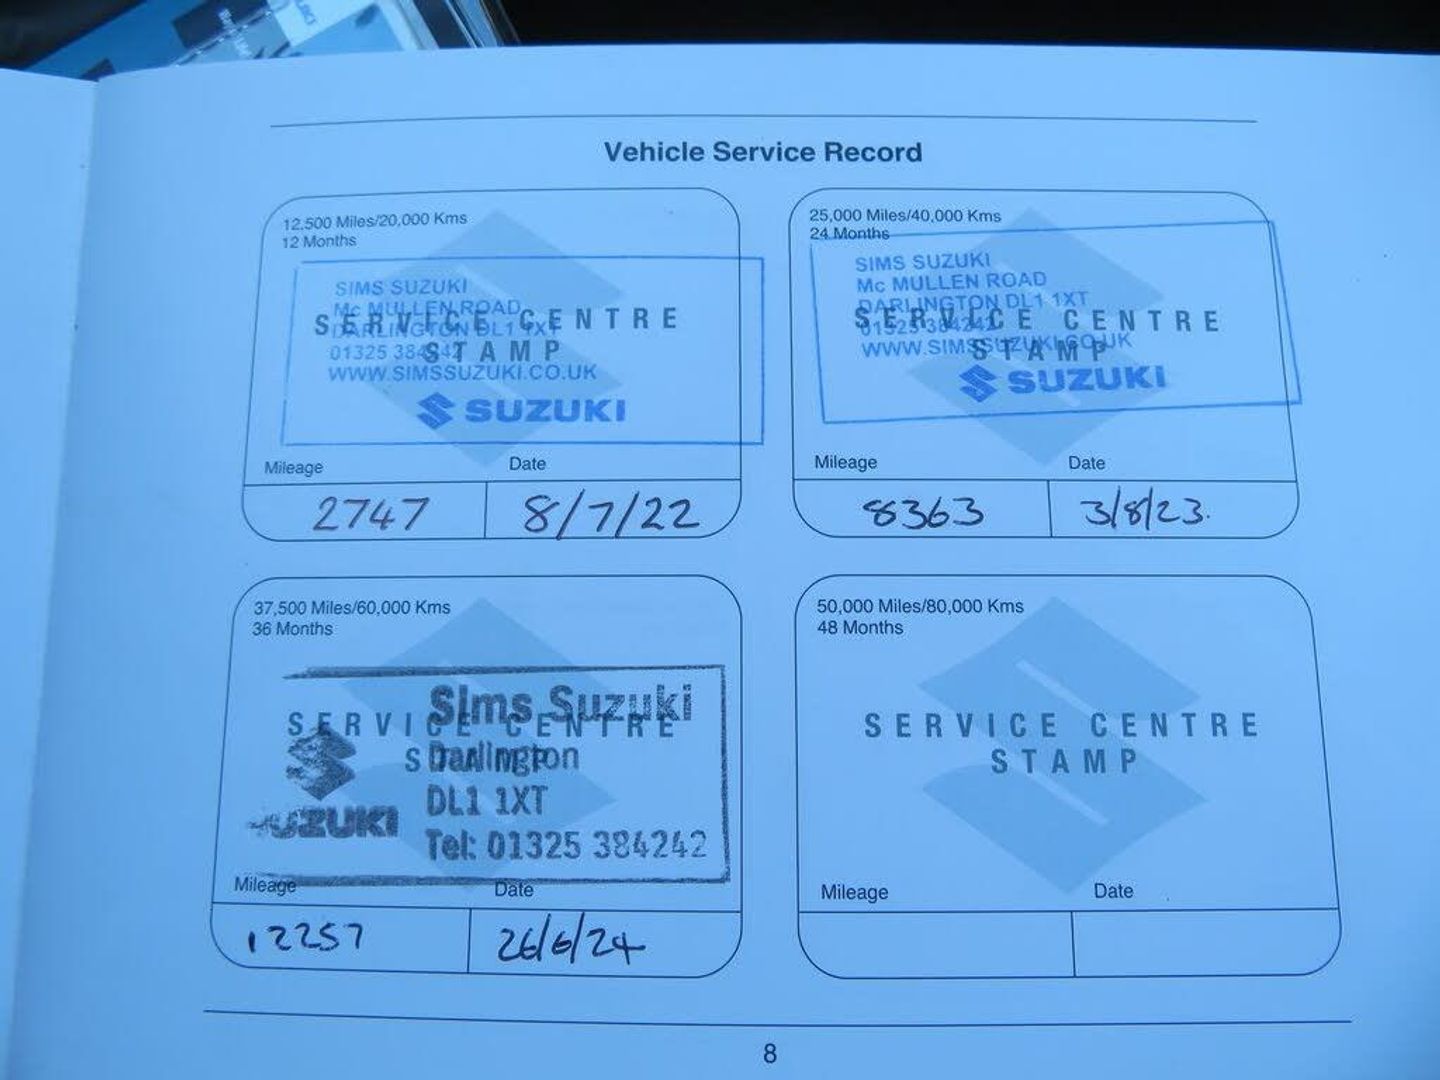 Vehicle Service Record
12,500 Miles/20,000 Kms
12 Months
SIMS SUZUKI
Mc MULLEN ROAD
DARLINGTON DL1 1XT
01325 384242
WWW.SIMSSUZUKI.CO.UK
SUZUKI
SERVICE CENTRE
STAMP
Mileage
Date
2747
8/7/22
25,000 Miles/40,000 Kms
24 Months
SIMS SUZUKI
Mc MULLEN ROAD
DARLINGTON DL1 1XT
01325 384242
WWW.SIMSSUZUKI.CO.UK
SUZUKI
SERVICE CENTRE
STAMP
Mileage
Date
8363
3/8/23.
37,500 Miles/60,000 Kms
36 Months
Sims Suzuki
Darlington
DL1 1XT
Tel: 01325 384242
SUZUKI
SERVICE CENTRE
STAMP
Mileage
Date
12257
26/6/24
50,000 Miles/80,000 Kms
48 Months
SERVICE CENTRE
STAMP
Mileage
Date
8